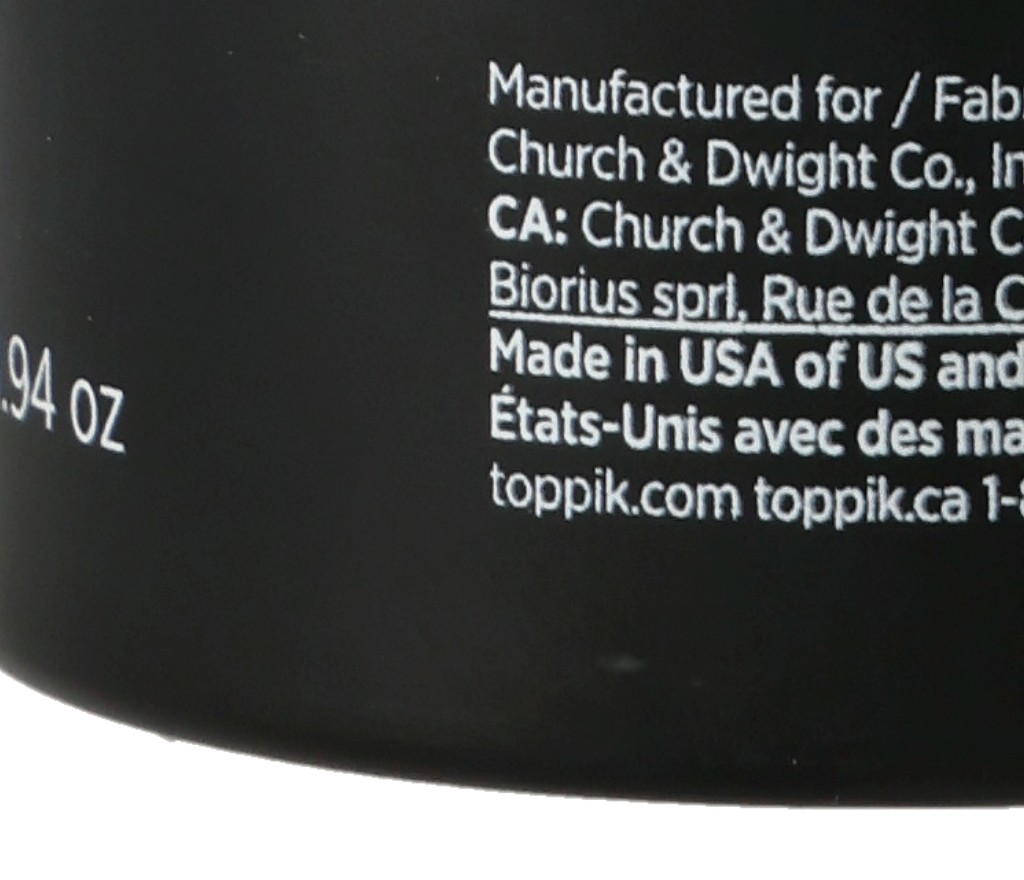 Manufactured for / Fab
Church & Dwight Co., In
CA: Church & Dwight C
Biorius sprl, Rue de la C
Made in USA of US and
États-Unis avec des ma
toppik.com toppik.ca 1-8
.94 oz